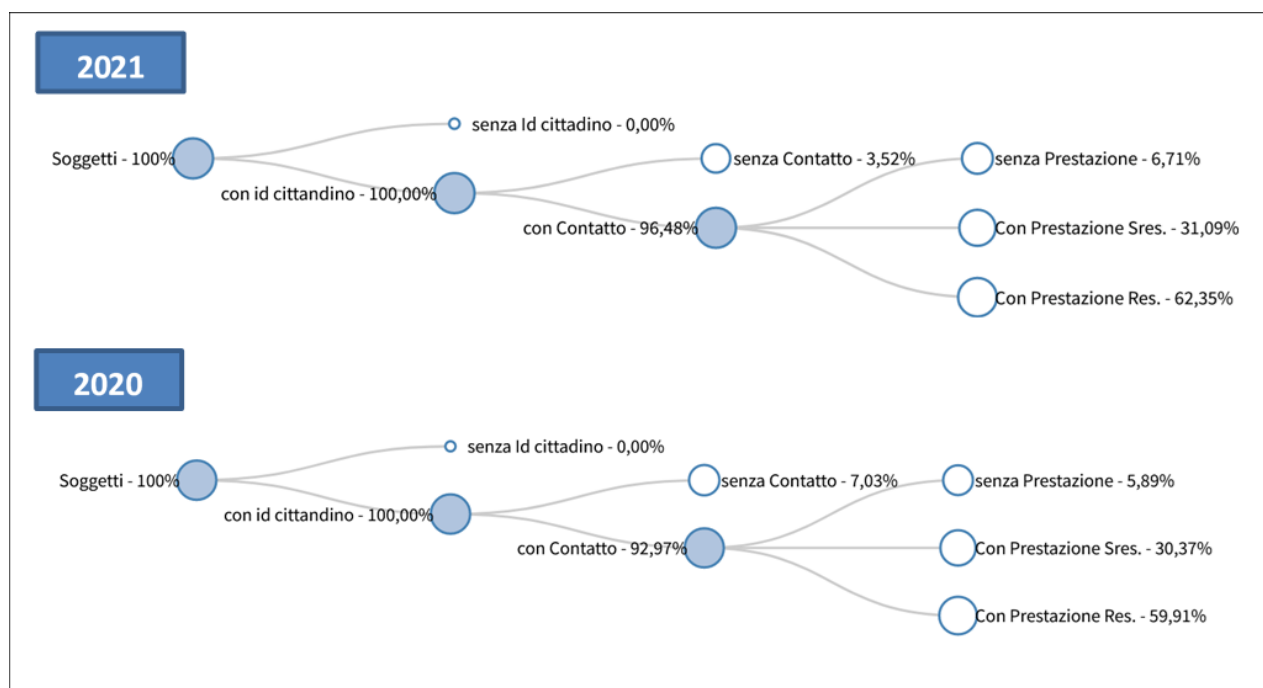 2021
senza Id cittadino - 0,00%
Soggetti - 100%
senza Contatto - 3,52%
senza Prestazione - 6,71%
con id cittandino - 100,00%
con Contatto - 96,48%
Con Prestazione Sres. - 31,09%
Con Prestazione Res. - 62,35%
2020
senza Id cittadino - 0,00%
Soggetti - 100%
senza Contatto - 7,03%
senza Prestazione - 5,89%
con id cittandino - 100,00%
con Contatto - 92,97%
Con Prestazione Sres. - 30,37%
Con Prestazione Res. - 59,91%